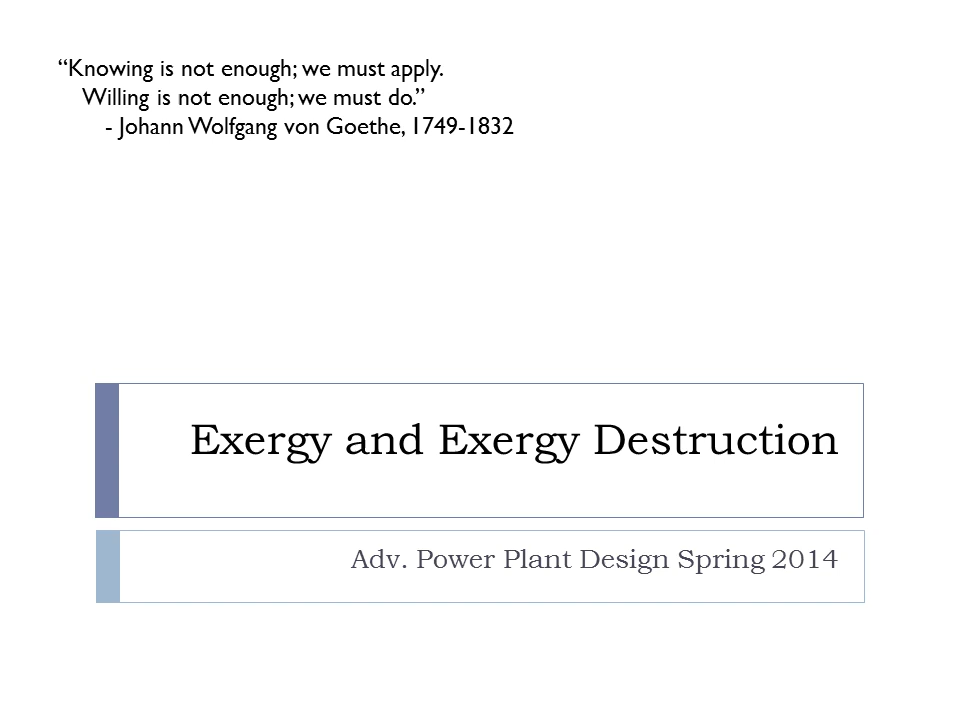 “Knowing is not enough; we must apply.
Willing is not enough; we must do.”
- Johann Wolfgang von Goethe, 1749-1832
Exergy and Exergy Destruction
Adv. Power Plant Design Spring 2014